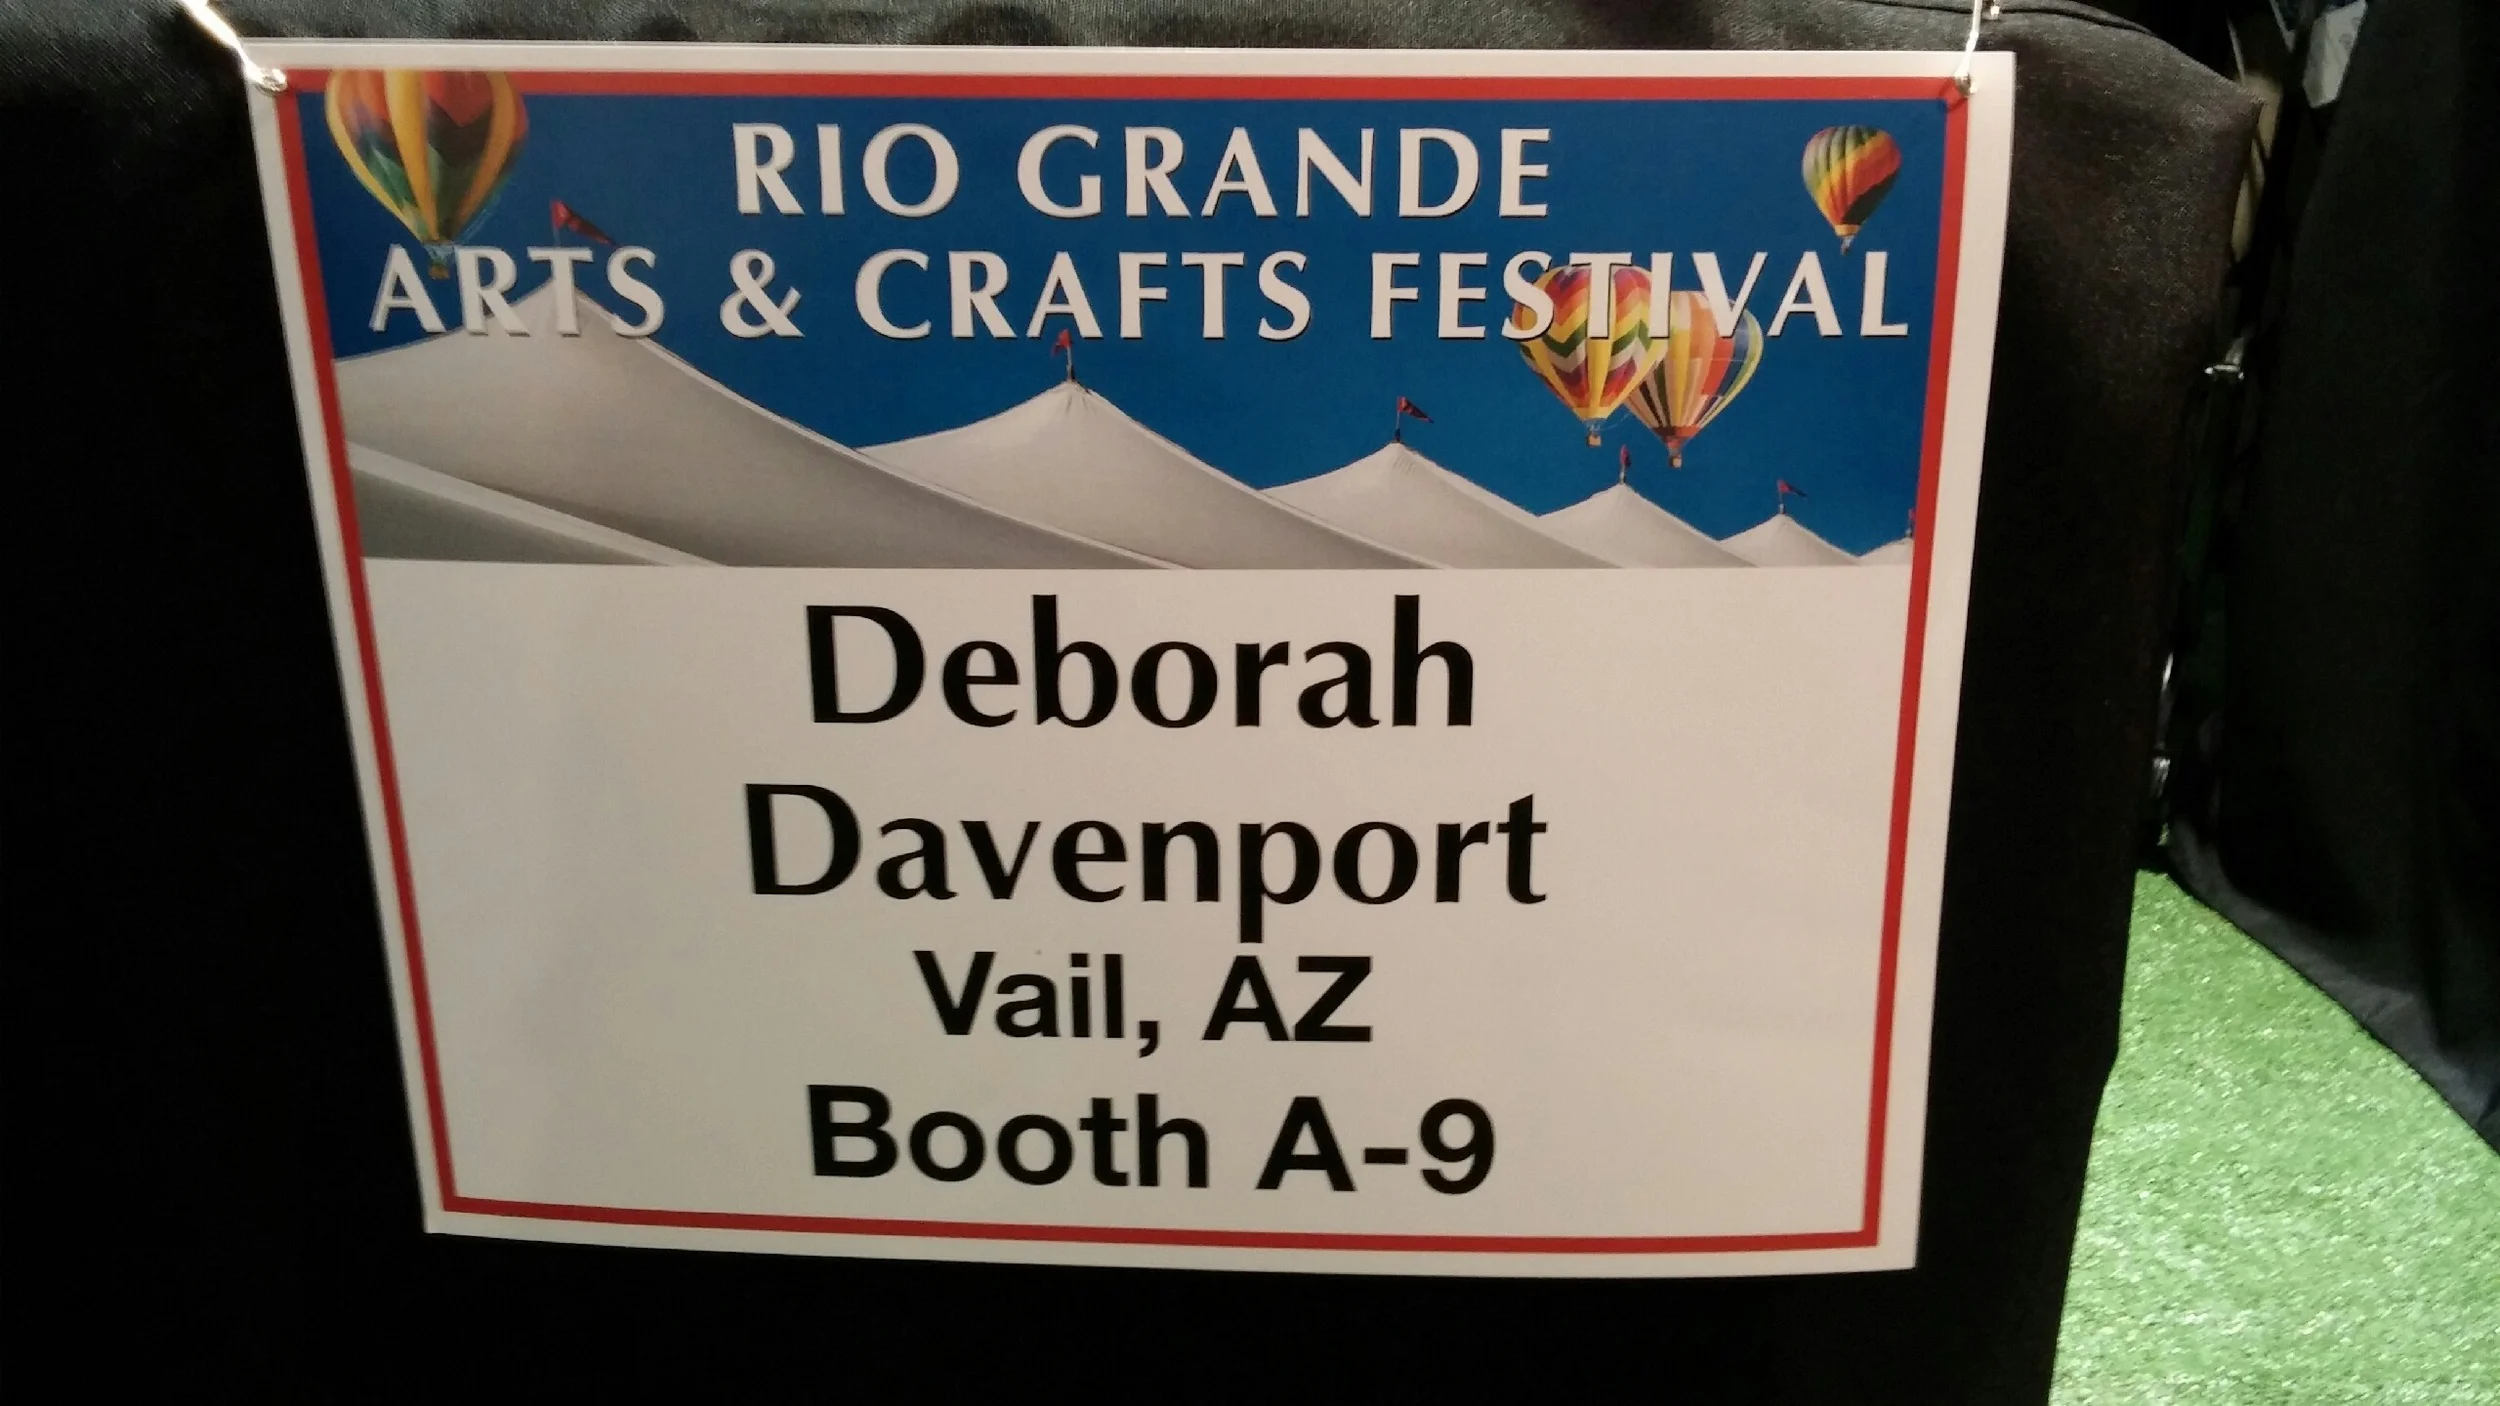 RIO GRANDE
ARTS & CRAFTS FESTIVAL
Deborah
Davenport
Vail, AZ
Booth A-9